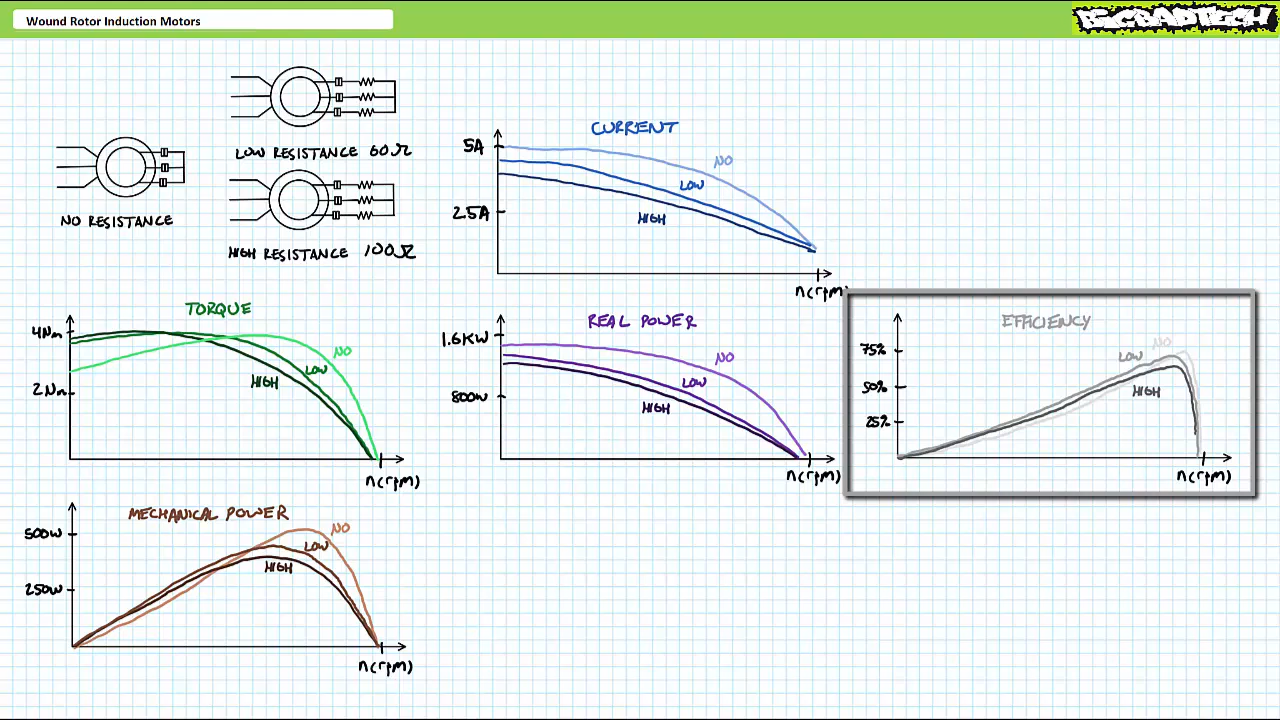 Wound Rotor Induction Motors
BIGBADTECH
LOW RESISTANCE 60Ω
NO RESISTANCE
HIGH RESISTANCE 100Ω
CURRENT
5A
2.5A
NO
LOW
HIGH
n(rpm)
TORQUE
4Nm
2Nm
NO
LOW
HIGH
n(rpm)
REAL POWER
1.6KW
800W
NO
LOW
HIGH
n(rpm)
EFFICIENCY
75%
50%
25%
NO
LOW
HIGH
n(rpm)
MECHANICAL POWER
500W
250W
NO
LOW
HIGH
n(rpm)